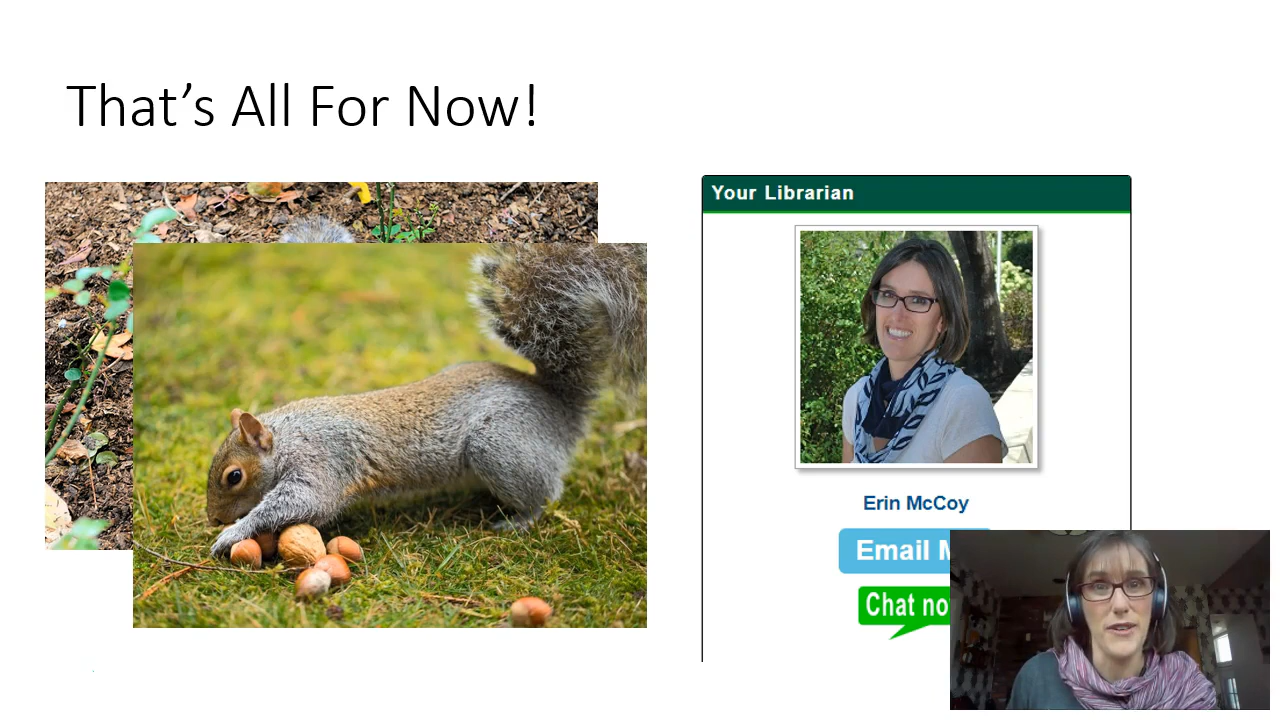 That’s All For Now!
Your Librarian
Erin McCoy
Email M
Chat no